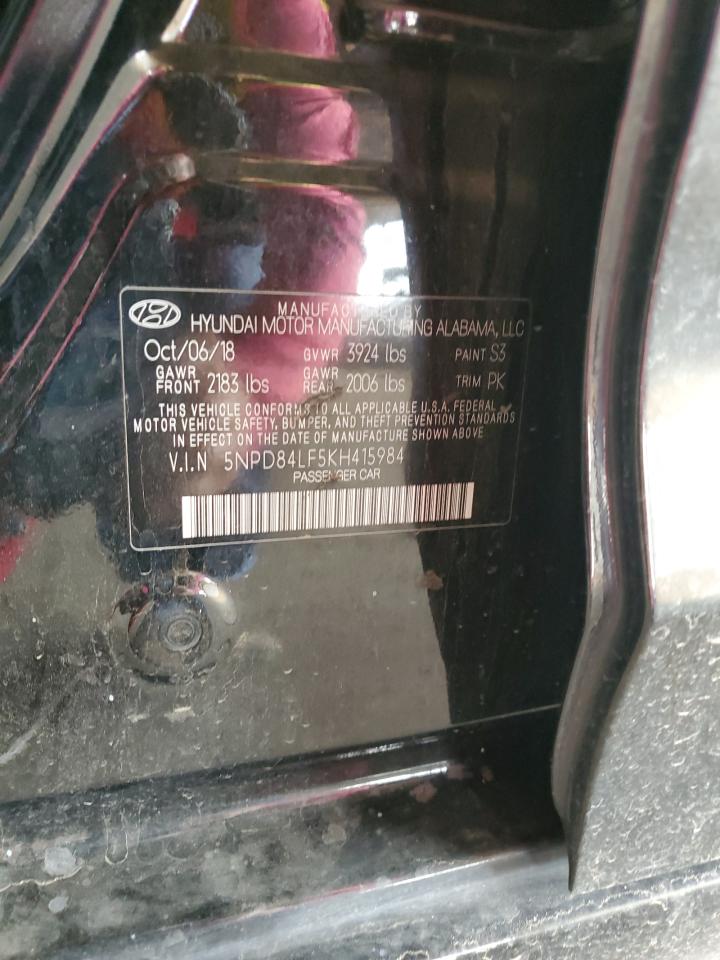 MANUFACTURED BY
HYUNDAI MOTOR MANUFACTURING ALABAMA, LLC
Oct/06/18 GVWR 3924 lbs PAINT S3
GAWR FRONT 2183 lbs GAWR REAR 2006 lbs TRIM PK
THIS VEHICLE CONFORMS TO ALL APPLICABLE U.S.A. FEDERAL
MOTOR VEHICLE SAFETY, BUMPER, AND THEFT PREVENTION STANDARDS
IN EFFECT ON THE DATE OF MANUFACTURE SHOWN ABOVE
V.I.N 5NPD84LF5KH415984
PASSENGER CAR